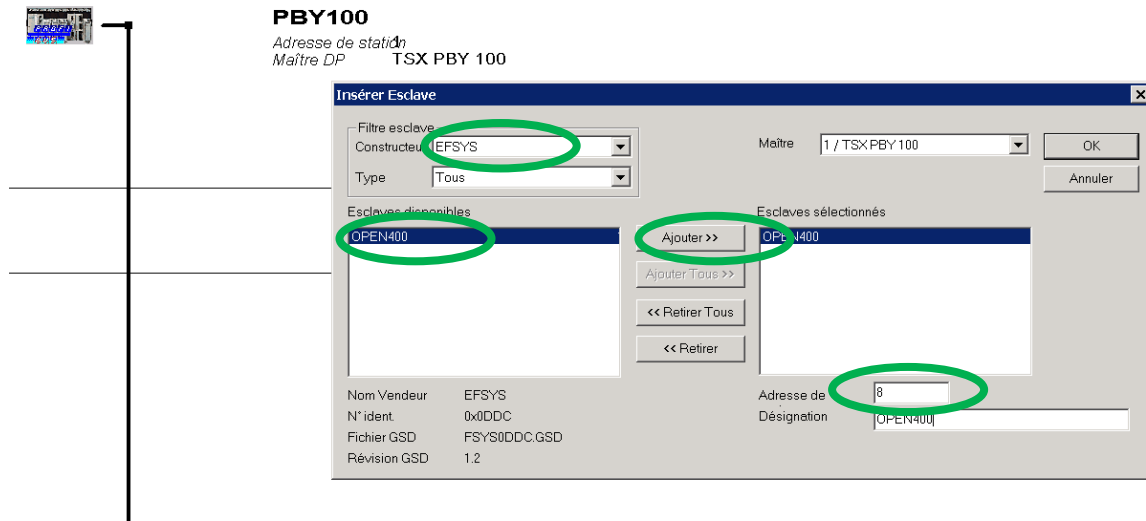 PROFI
PBY100
Adresse de station 1
Maître DP TSX PBY 100
Insérer Esclave
Filtre esclave
Constructeu EFSYS
Maître 1 / TSX PBY 100
OK
Type Tous
Annuler
Esclaves disponibles
Esclaves sélectionnés
OPEN400
Ajouter >>
OPEN400
Ajouter Tous >>
<< Retirer Tous
<< Retirer
Nom Vendeur EFSYS
Adresse de 8
N° ident. 0x0DDC
Désignation OPEN400
Fichier GSD FSYS0DDC.GSD
Révision GSD 1.2